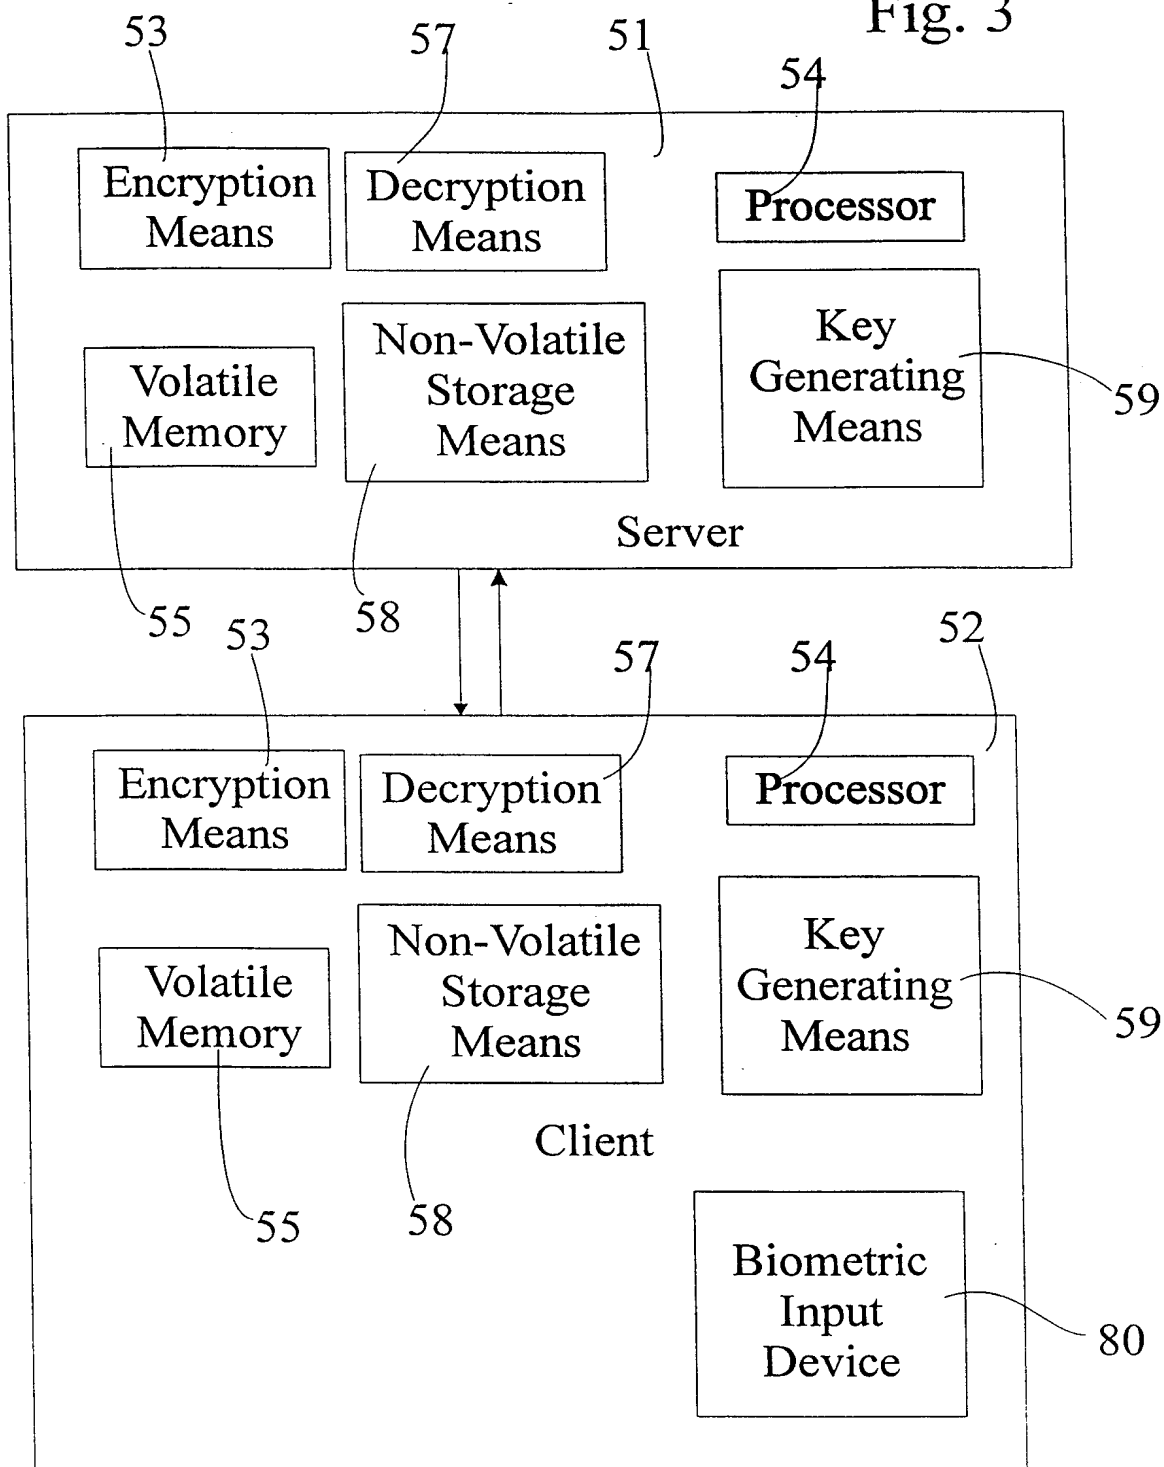 Fig. 3
53
57
51
54
Encryption
Means
Decryption
Means
Processor
Volatile
Memory
Non-Volatile
Storage
Means
Key
Generating
Means
59
Server
55
58
53
57
54
52
Encryption
Means
Decryption
Means
Processor
Volatile
Memory
Non-Volatile
Storage
Means
Key
Generating
Means
59
Client
55
58
Biometric
Input
Device
80